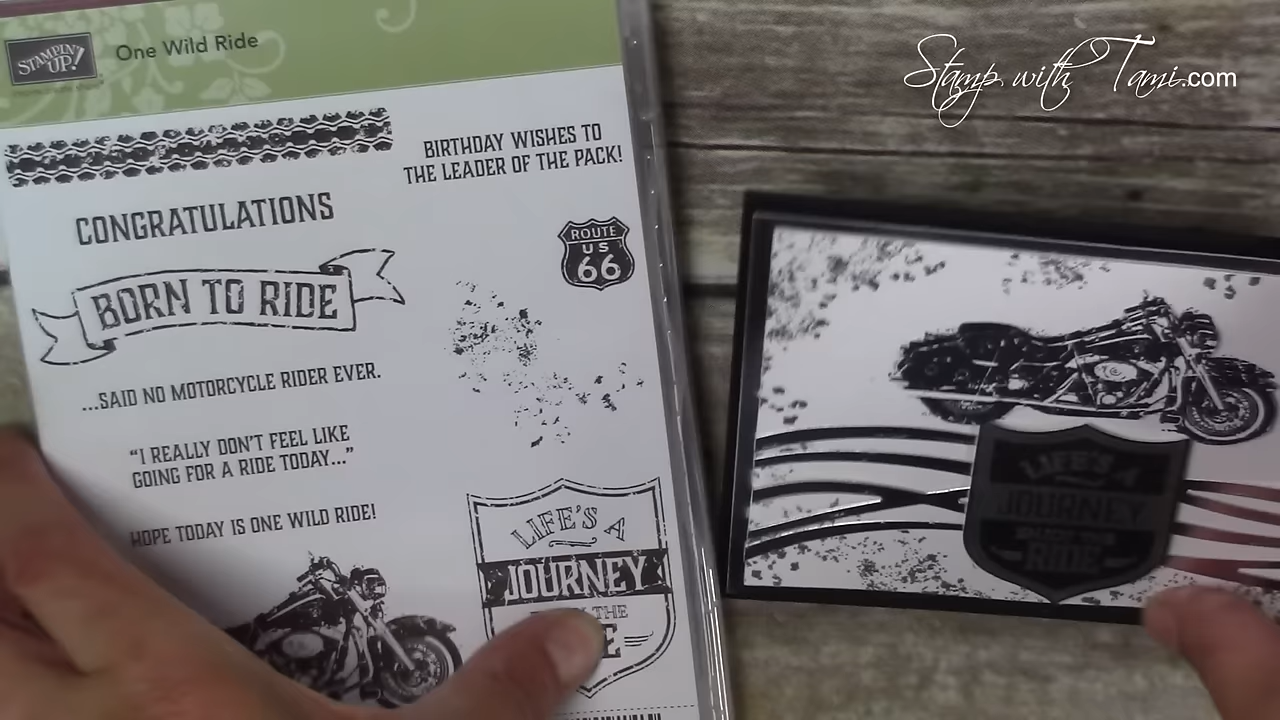 STAMPIN' UP!
One Wild Ride
Stamp with Tami.com
BIRTHDAY WISHES TO
THE LEADER OF THE PACK!
CONGRATULATIONS
ROUTE
US
66
BORN TO RIDE
...SAID NO MOTORCYCLE RIDER EVER.
"I REALLY DON'T FEEL LIKE
GOING FOR A RIDE TODAY..."
HOPE TODAY IS ONE WILD RIDE!
LIFE'S A
JOURNEY
THE
LIFE'S A
JOURNEY
RIDE